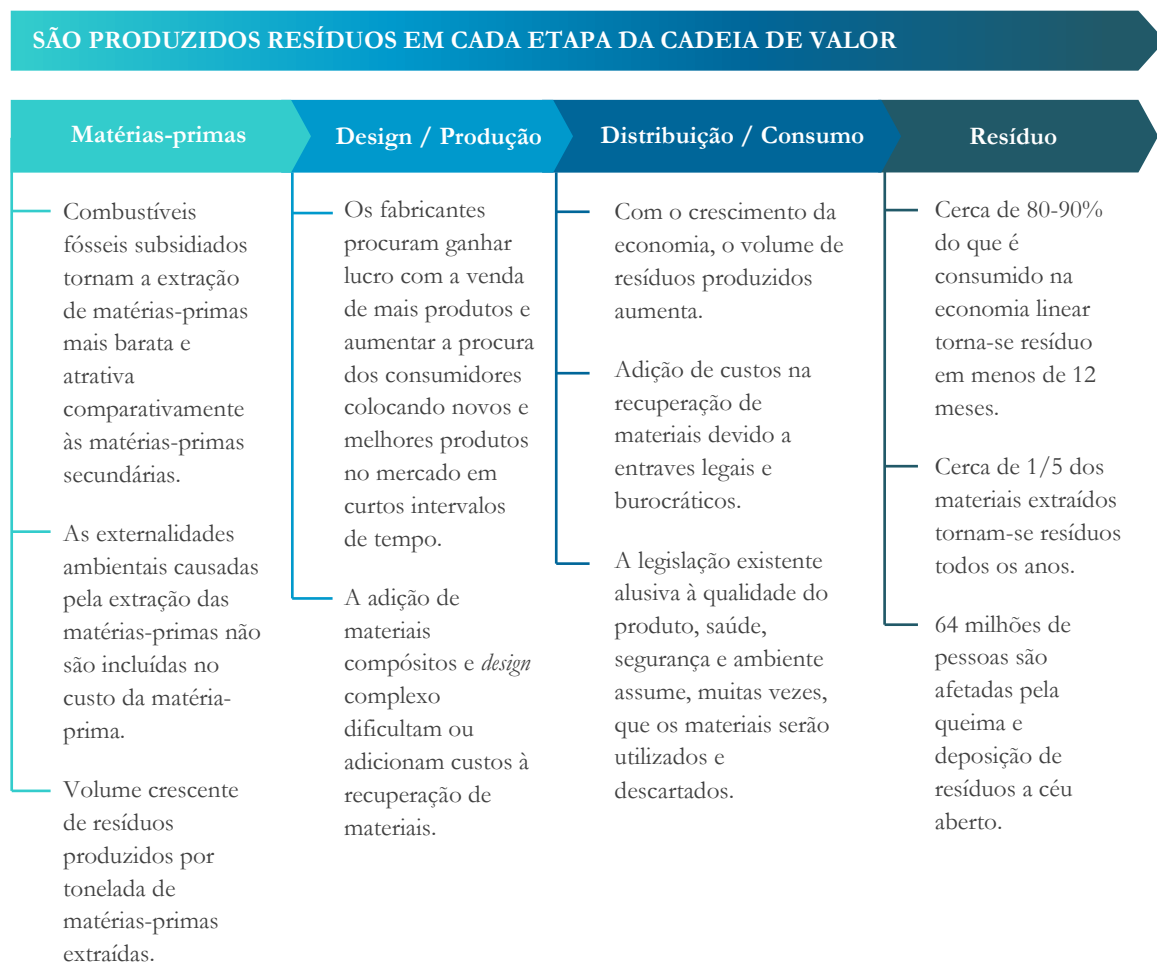 SÃO PRODUZIDOS RESÍDUOS EM CADA ETAPA DA CADEIA DE VALOR
Matérias-primas
Combustíveis
fósseis subsidiados
tornam a extração
de matérias-primas
mais barata e
atrativa
comparativamente
às matérias-primas
secundárias.
As externalidades
ambientais causadas
pela extração das
matérias-primas não
são incluídas no
custo da matéria-
prima.
Volume crescente
de resíduos
produzidos por
tonelada de
matérias-primas
extraídas.
Design / Produção
Os fabricantes
procuram ganhar
lucro com a venda
de mais produtos e
aumentar a procura
dos consumidores
colocando novos e
melhores produtos
no mercado em
curtos intervalos
de tempo.
A adição de
materiais
compósitos e design
complexo
dificultam ou
adicionam custos à
recuperação de
materiais.
Distribuição / Consumo
Com o crescimento da
economia, o volume de
resíduos produzidos
aumenta.
Adição de custos na
recuperação de
materiais devido a
entraves legais e
burocráticos.
A legislação existente
alusiva à qualidade do
produto, saúde,
segurança e ambiente
assume, muitas vezes,
que os materiais serão
utilizados e
descartados.
Resíduo
Cerca de 80-90%
do que é
consumido na
economia linear
torna-se resíduo
em menos de 12
meses.
Cerca de 1/5 dos
materiais extraídos
tornam-se resíduos
todos os anos.
64 milhões de
pessoas são
afetadas pela
queima e
deposição de
resíduos a céu
aberto.